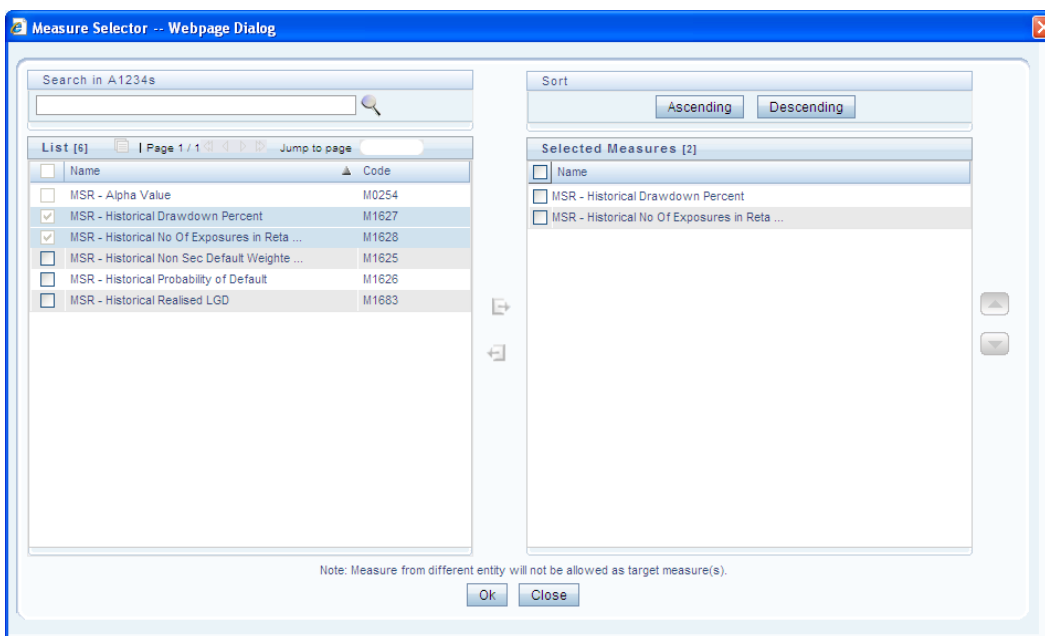 Measure Selector -- Webpage Dialog
Search in A1234s
List [6] | Page 1 / 1 Jump to page
Name Code
MSR - Alpha Value M0254
MSR - Historical Drawdown Percent M1627
MSR - Historical No Of Exposures in Reta ... M1628
MSR - Historical Non Sec Default Weighte ... M1625
MSR - Historical Probability of Default M1626
MSR - Historical Realised LGD M1683
Sort
Ascending Descending
Selected Measures [2]
Name
MSR - Historical Drawdown Percent
MSR - Historical No Of Exposures in Reta ...
Note: Measure from different entity will not be allowed as target measure(s).
Ok Close